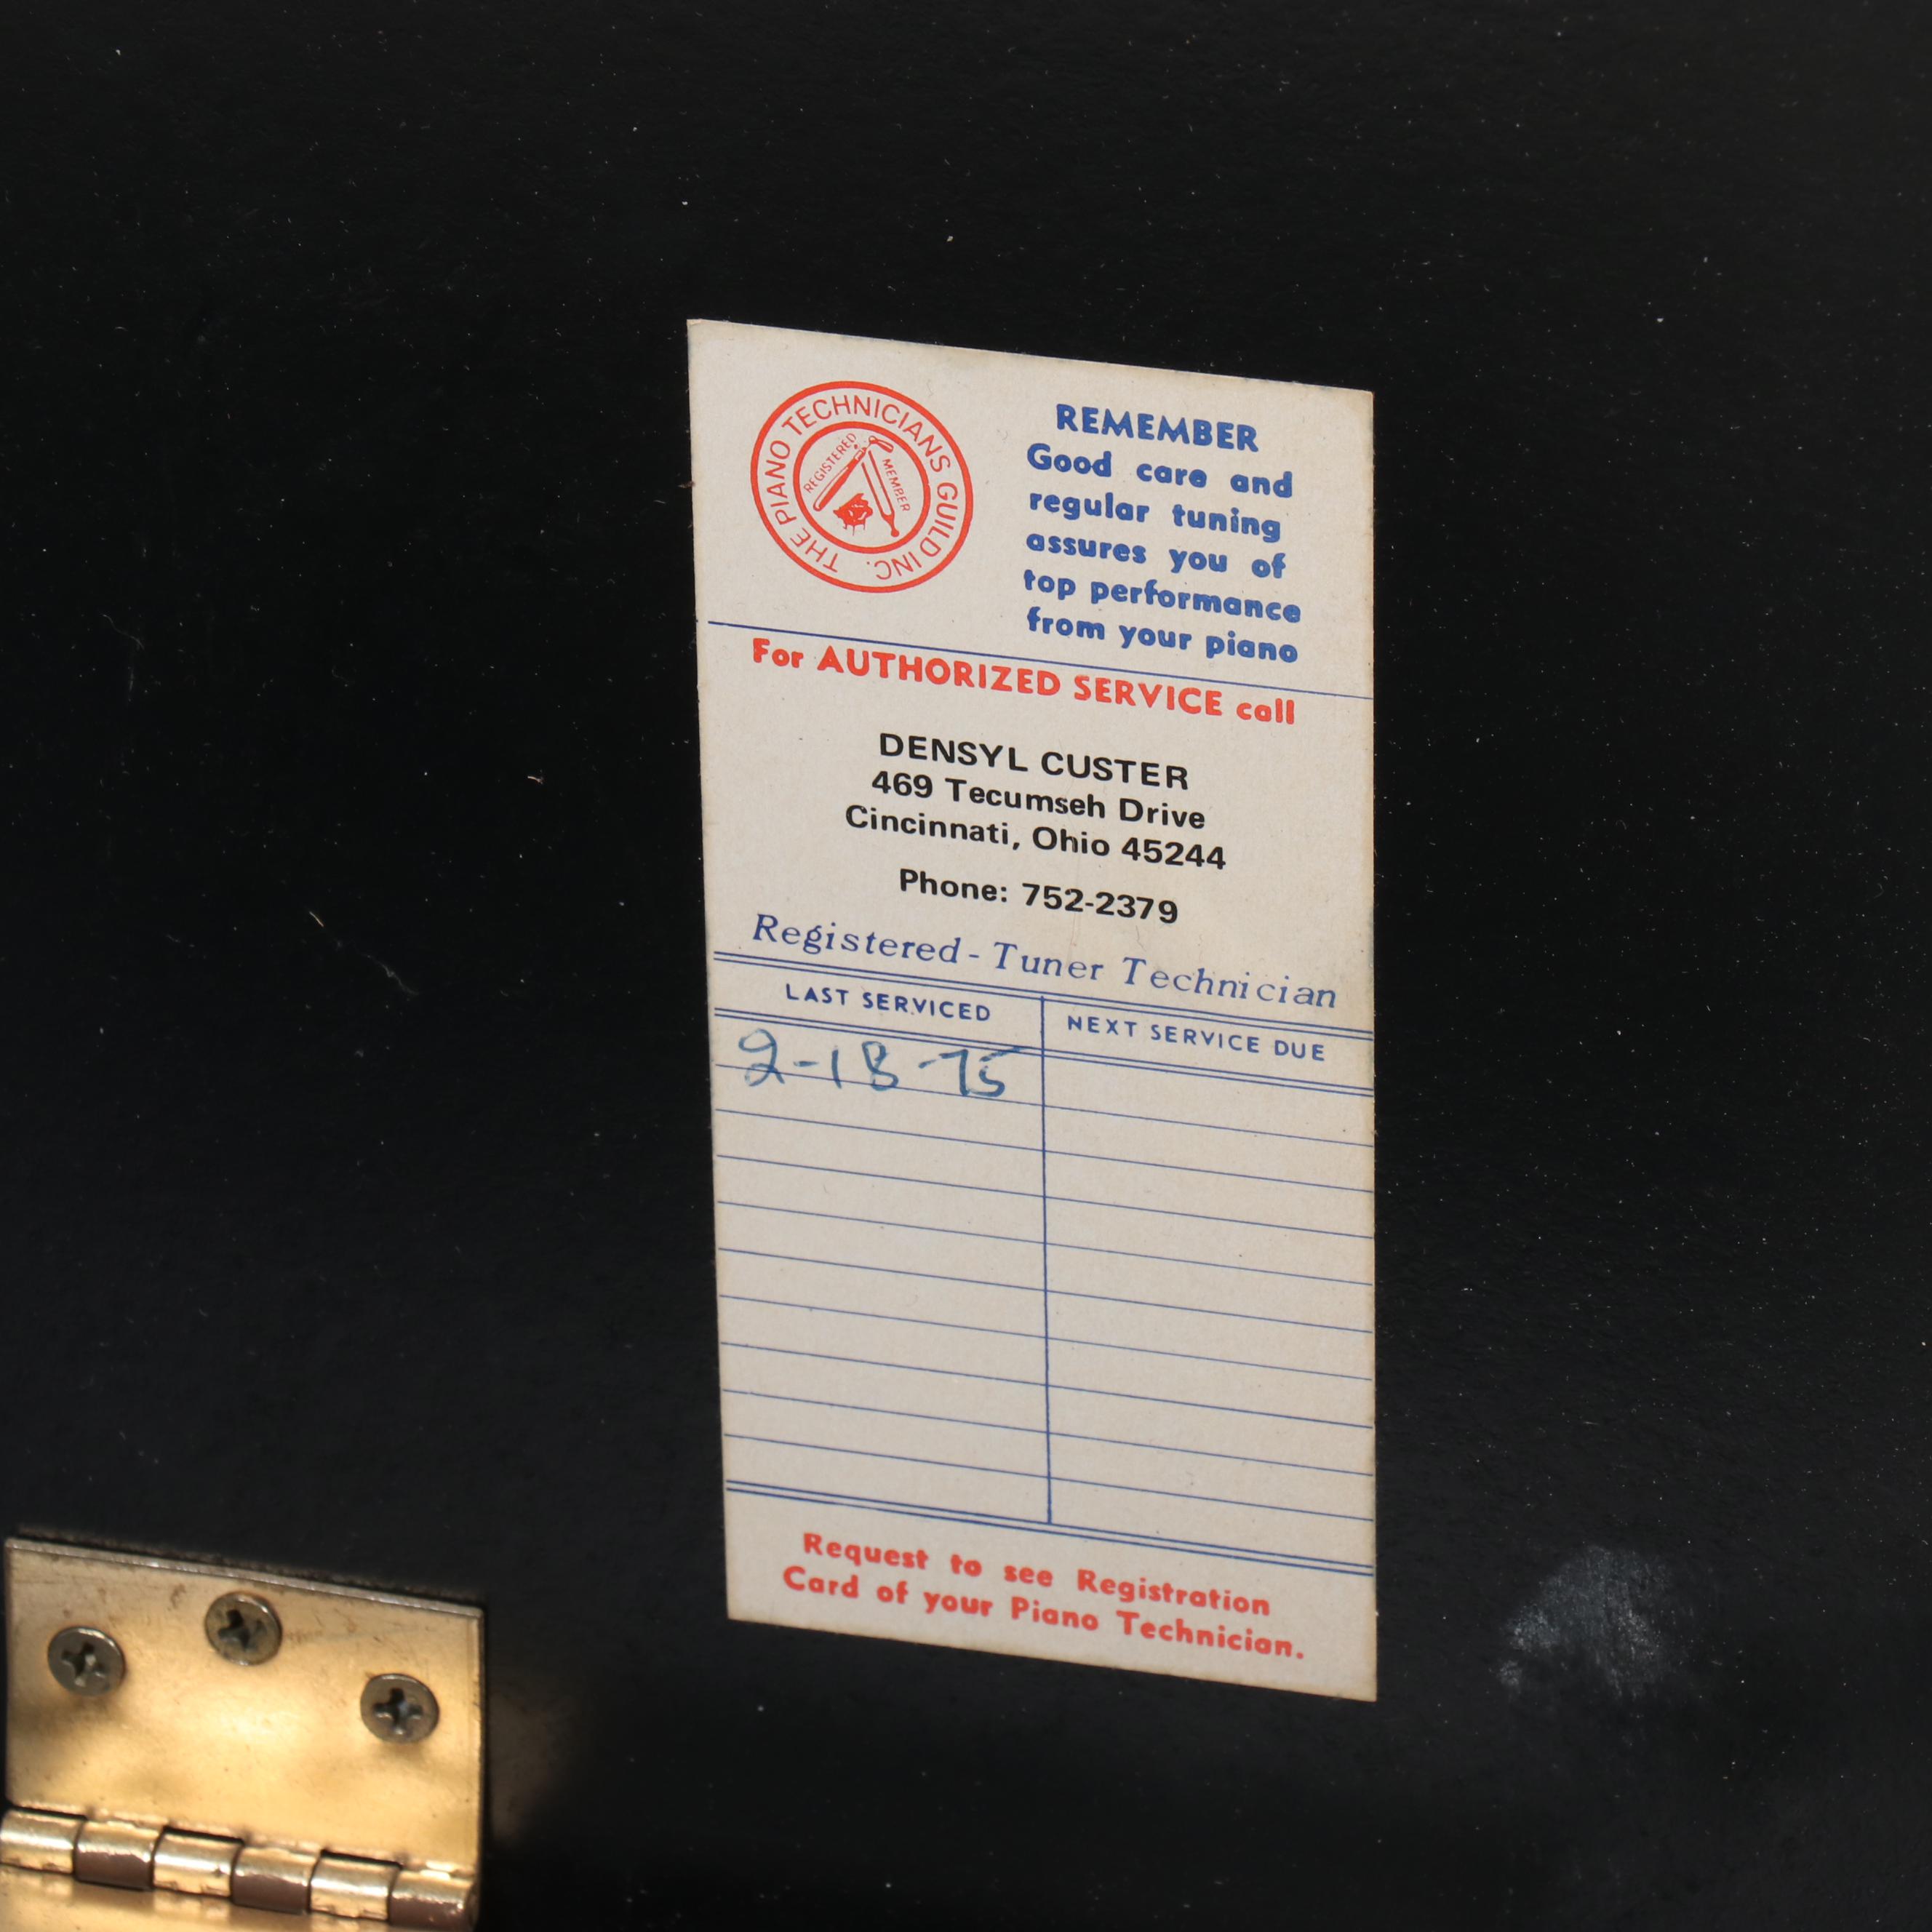 THE PIANO TECHNICIANS GUILD INC.
REGISTERED MEMBER
REMEMBER
Good care and
regular tuning
assures you of
top performance
from your piano
For AUTHORIZED SERVICE call
DENSYL CUSTER
469 Tecumseh Drive
Cincinnati, Ohio 45244
Phone: 752-2379
Registered-Tuner Technician
LAST SERVICED
NEXT SERVICE DUE
2-18-75
Request to see Registration
Card of your Piano Technician.